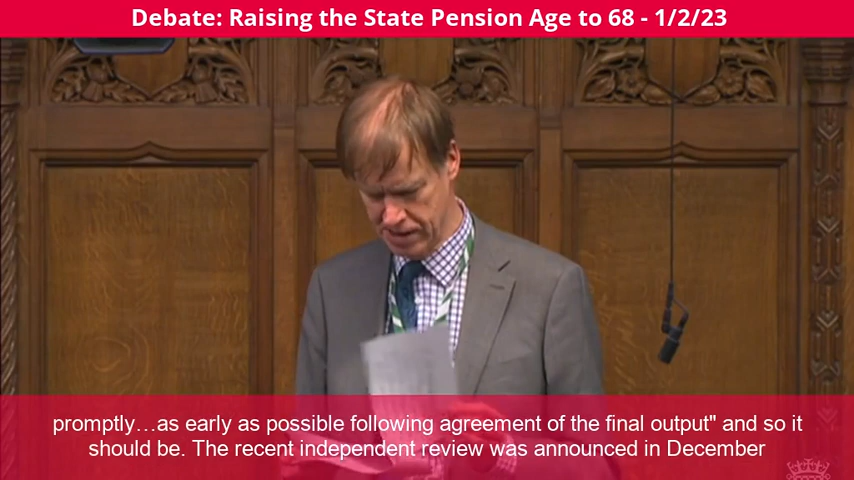 Debate: Raising the State Pension Age to 68 - 1/2/23
promptly…as early as possible following agreement of the final output" and so it
should be. The recent independent review was announced in December